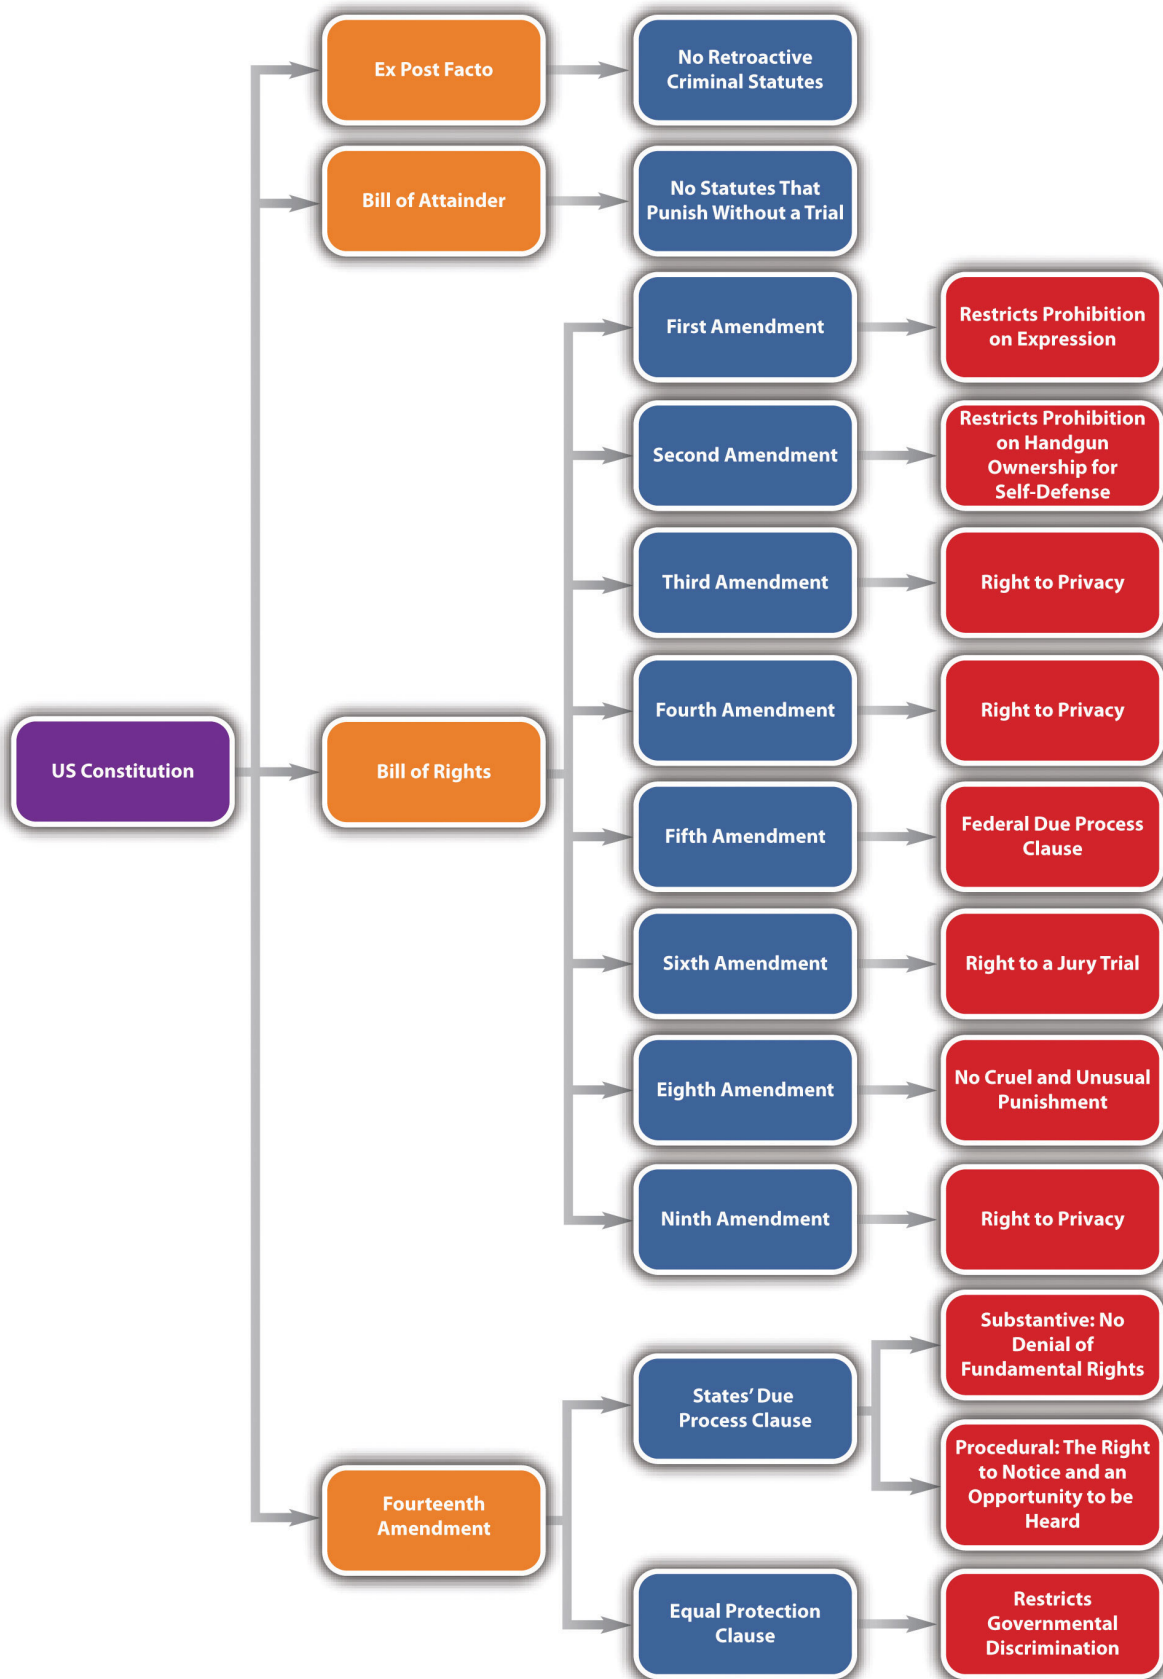 Ex Post Facto
No Retroactive
Criminal Statutes
Bill of Attainder
No Statutes That
Punish Without a Trial
First Amendment
Restricts Prohibition
on Expression
Second Amendment
Restricts Prohibition
on Handgun
Ownership for
Self-Defense
Third Amendment
Right to Privacy
Fourth Amendment
Right to Privacy
US Constitution
Bill of Rights
Fifth Amendment
Federal Due Process
Clause
Sixth Amendment
Right to a Jury Trial
Eighth Amendment
No Cruel and Unusual
Punishment
Ninth Amendment
Right to Privacy
States’ Due
Process Clause
Substantive: No
Denial of
Fundamental Rights
Procedural: The Right
to Notice and an
Opportunity to be
Heard
Fourteenth
Amendment
Equal Protection
Clause
Restricts
Governmental
Discrimination